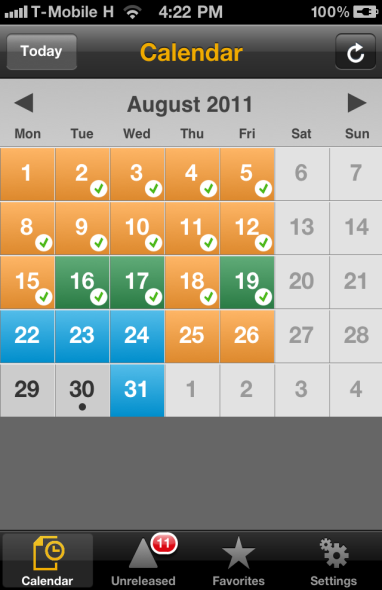 T-Mobile H 4:22 PM 100%
Today Calendar
August 2011
Mon Tue Wed Thu Fri Sat Sun
1 2 3 4 5 6 7
8 9 10 11 12 13 14
15 16 17 18 19 20 21
22 23 24 25 26 27 28
29 30 31 1 2 3 4
11
Calendar Unreleased Favorites Settings